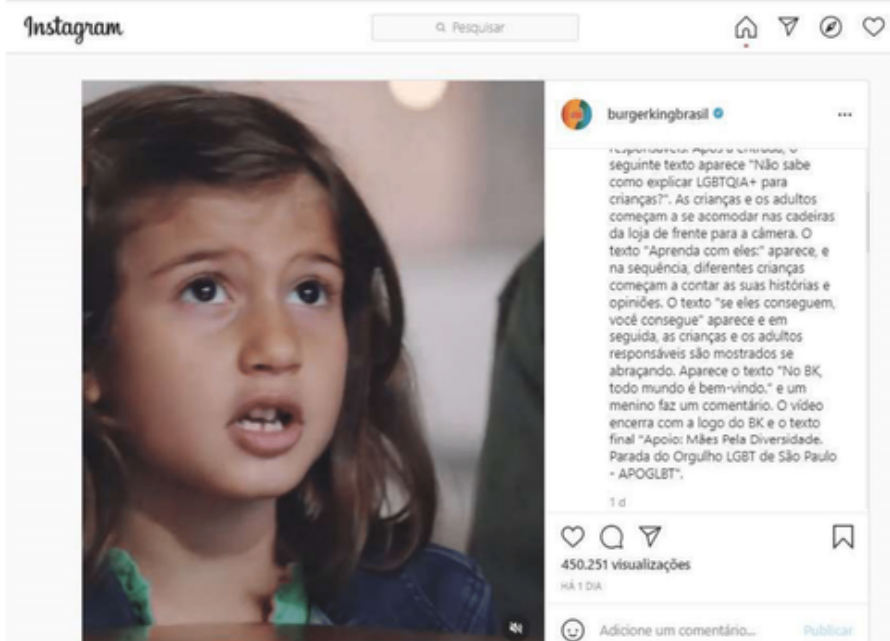 Instagram
Pesquisar
burgerkingbrasil
responsáveis. Após a entrada, o
seguinte texto aparece "Não sabe
como explicar LGBTQIA+ para
crianças?". As crianças e os adultos
começam a se acomodar nas cadeiras
da loja de frente para a câmera. O
texto "Aprenda com eles:" aparece, e
na sequência, diferentes crianças
começam a contar as suas histórias e
opiniões. O texto "se eles conseguem,
você consegue" aparece e em
seguida, as crianças e os adultos
responsáveis são mostrados se
abraçando. Aparece o texto "No BK,
todo mundo é bem-vindo." e um
menino faz um comentário. O vídeo
encerra com a logo do BK e o texto
final "Apoio: Mães Pela Diversidade.
Parada do Orgulho LGBT de São Paulo
- APOGLBT".
1 d
450.251 visualizações
HÁ 1 DIA
Adicione um comentário...
Publicar